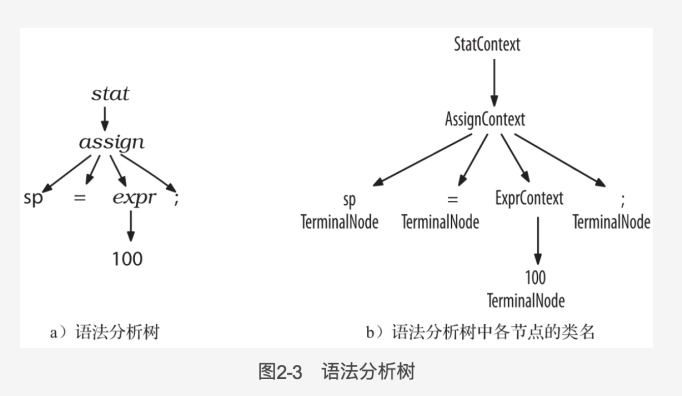 stat
assign
sp = expr ;
100
a）语法分析树
StatContext
AssignContext
sp = ExprContext ;
TerminalNode TerminalNode TerminalNode
100
TerminalNode
b）语法分析树中各节点的类名
图2-3 语法分析树